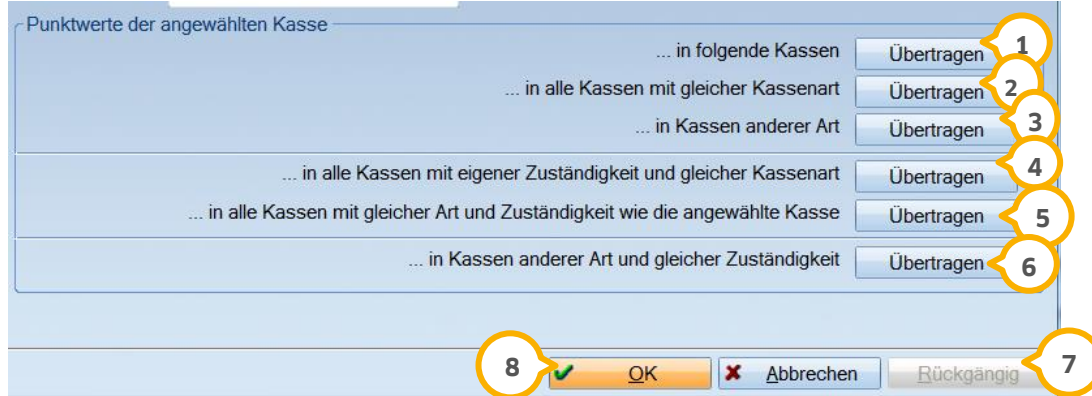 Punktwerte der angewählten Kasse
... in folgende Kassen Übertragen 1
... in alle Kassen mit gleicher Kassenart Übertragen 2
... in Kassen anderer Art Übertragen 3
... in alle Kassen mit eigener Zuständigkeit und gleicher Kassenart Übertragen 4
... in alle Kassen mit gleicher Art und Zuständigkeit wie die angewählte Kasse Übertragen 5
... in Kassen anderer Art und gleicher Zuständigkeit Übertragen 6
8 OK Abbrechen Rückgängig 7